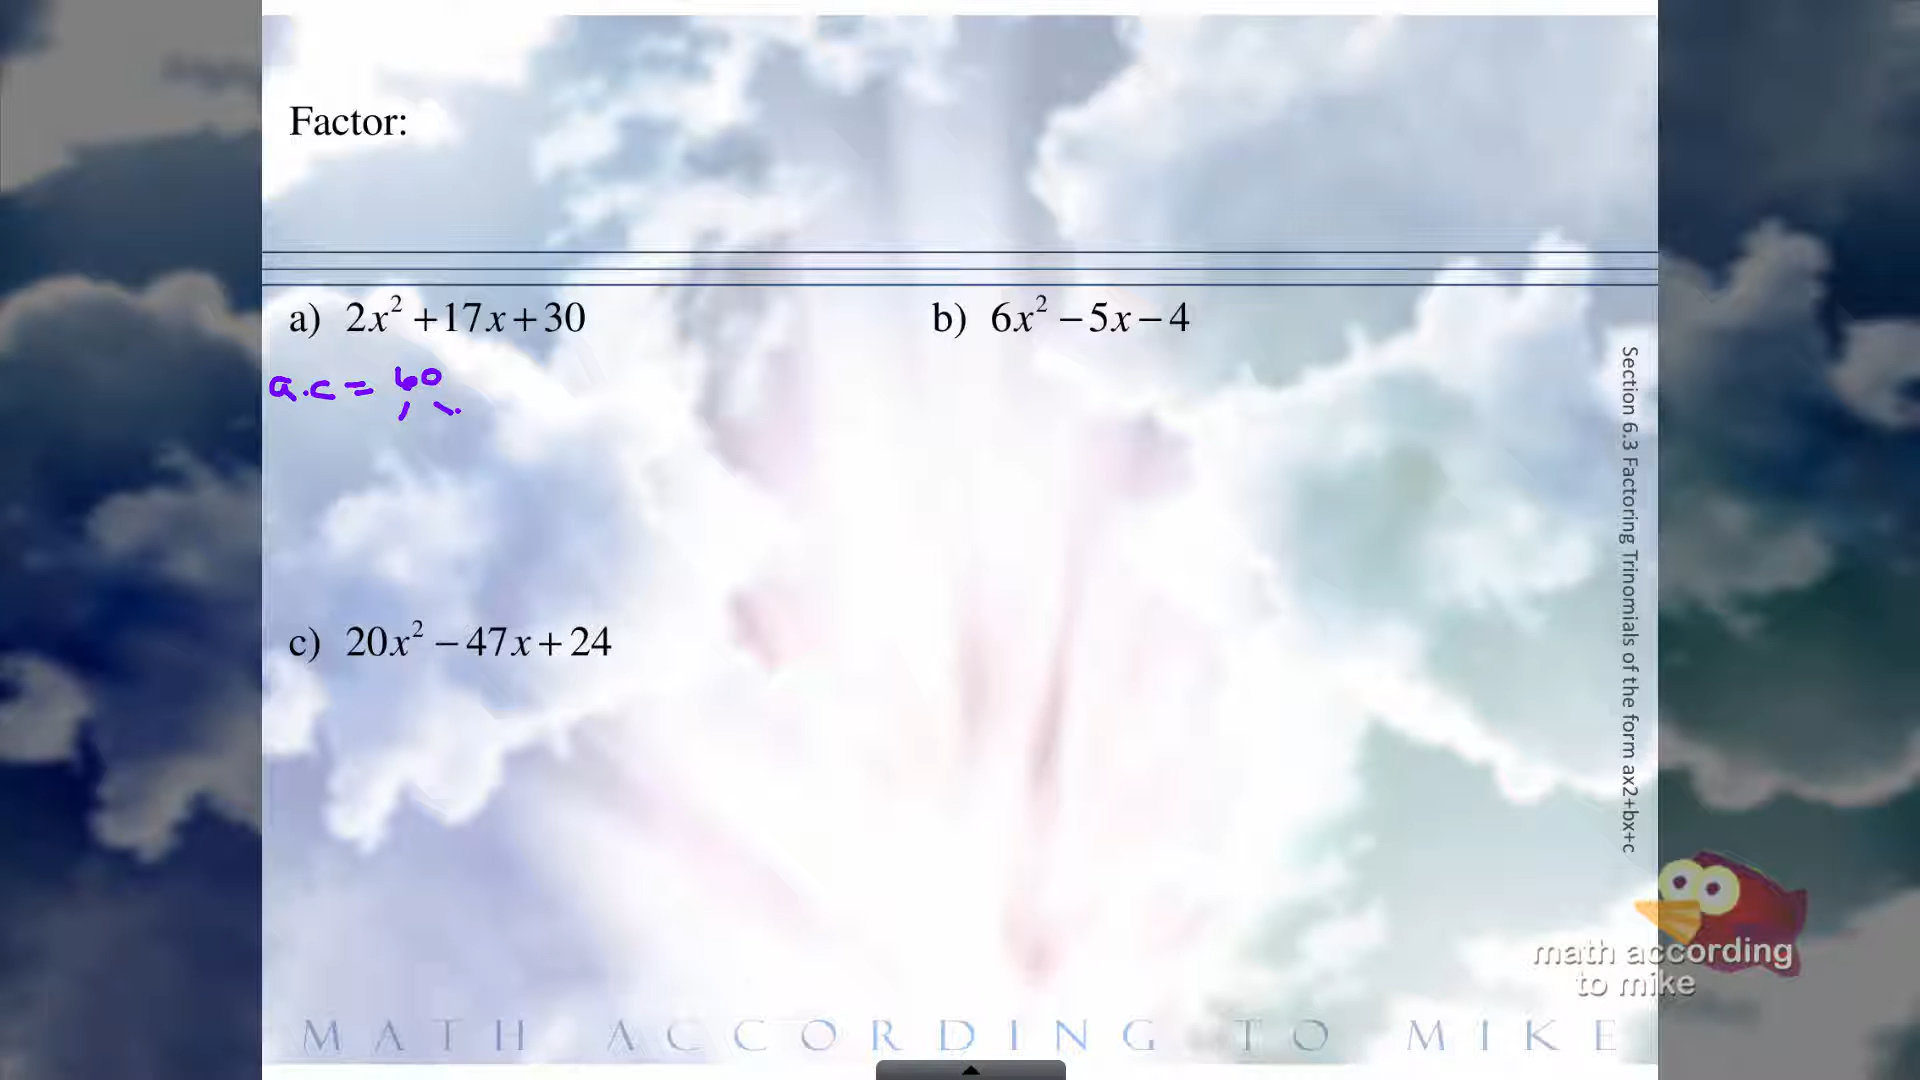 Factor:
a) 2x² + 17x + 30
b) 6x² − 5x − 4
a.c = 60
c) 20x² − 47x + 24
Section 6.3 Factoring Trinomials of the form ax2+bx+c
math according
to mike
MATH ACCORDING TO MIKE